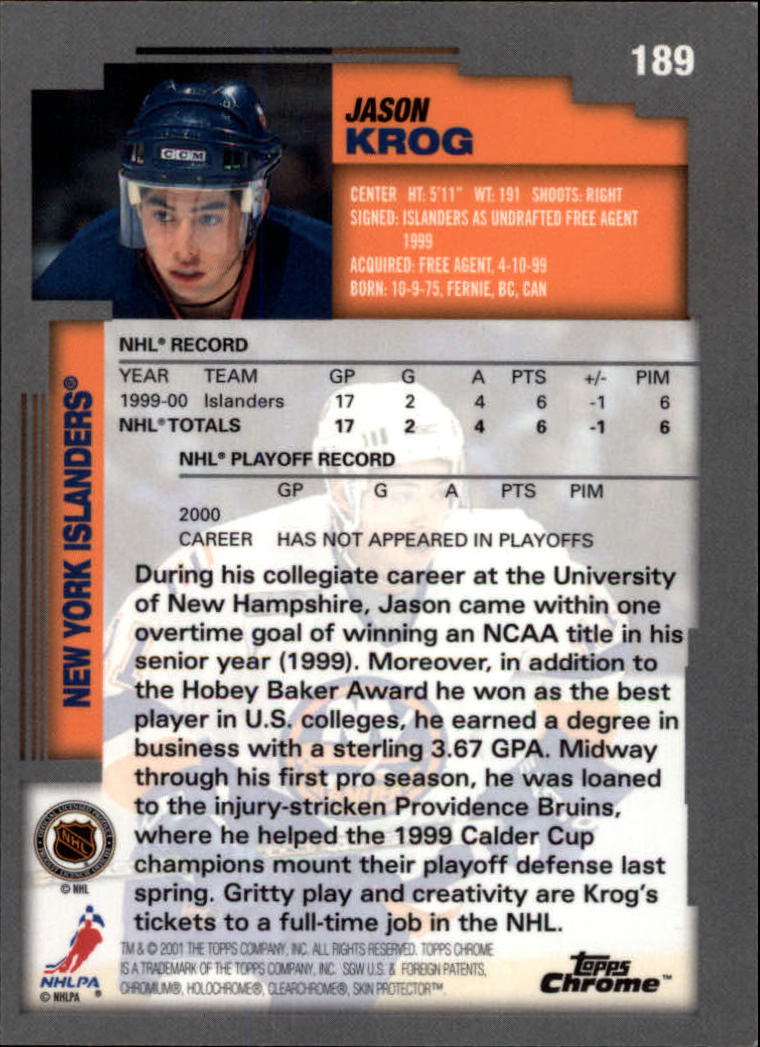 189
CCM
JASON
KROG
CENTER HT: 5'11" WT: 191 SHOOTS: RIGHT
SIGNED: ISLANDERS AS UNDRAFTED FREE AGENT
1999
ACQUIRED: FREE AGENT, 4-10-99
BORN: 10-9-75, FERNIE, BC, CAN
NEW YORK ISLANDERS®
NHL® RECORD
YEAR TEAM GP G A PTS +/- PIM
1999-00 Islanders 17 2 4 6 -1 6
NHL® TOTALS 17 2 4 6 -1 6
NHL® PLAYOFF RECORD
GP G A PTS PIM
2000
CAREER HAS NOT APPEARED IN PLAYOFFS
During his collegiate career at the University
of New Hampshire, Jason came within one
overtime goal of winning an NCAA title in his
senior year (1999). Moreover, in addition to
the Hobey Baker Award he won as the best
player in U.S. colleges, he earned a degree in
business with a sterling 3.67 GPA. Midway
through his first pro season, he was loaned
to the injury-stricken Providence Bruins,
where he helped the 1999 Calder Cup
champions mount their playoff defense last
spring. Gritty play and creativity are Krog's
tickets to a full-time job in the NHL.
NHL
© NHL
NHLPA
© NHLPA ®
TM & © 2001 THE TOPPS COMPANY, INC. ALL RIGHTS RESERVED. TOPPS CHROME
IS A TRADEMARK OF THE TOPPS COMPANY, INC. SGW U.S. & FOREIGN PATENTS,
CHROMIUM®, HOLOCHROME®, CLEARCHROME®, SKIN PROTECTOR™.
topps
Chrome™